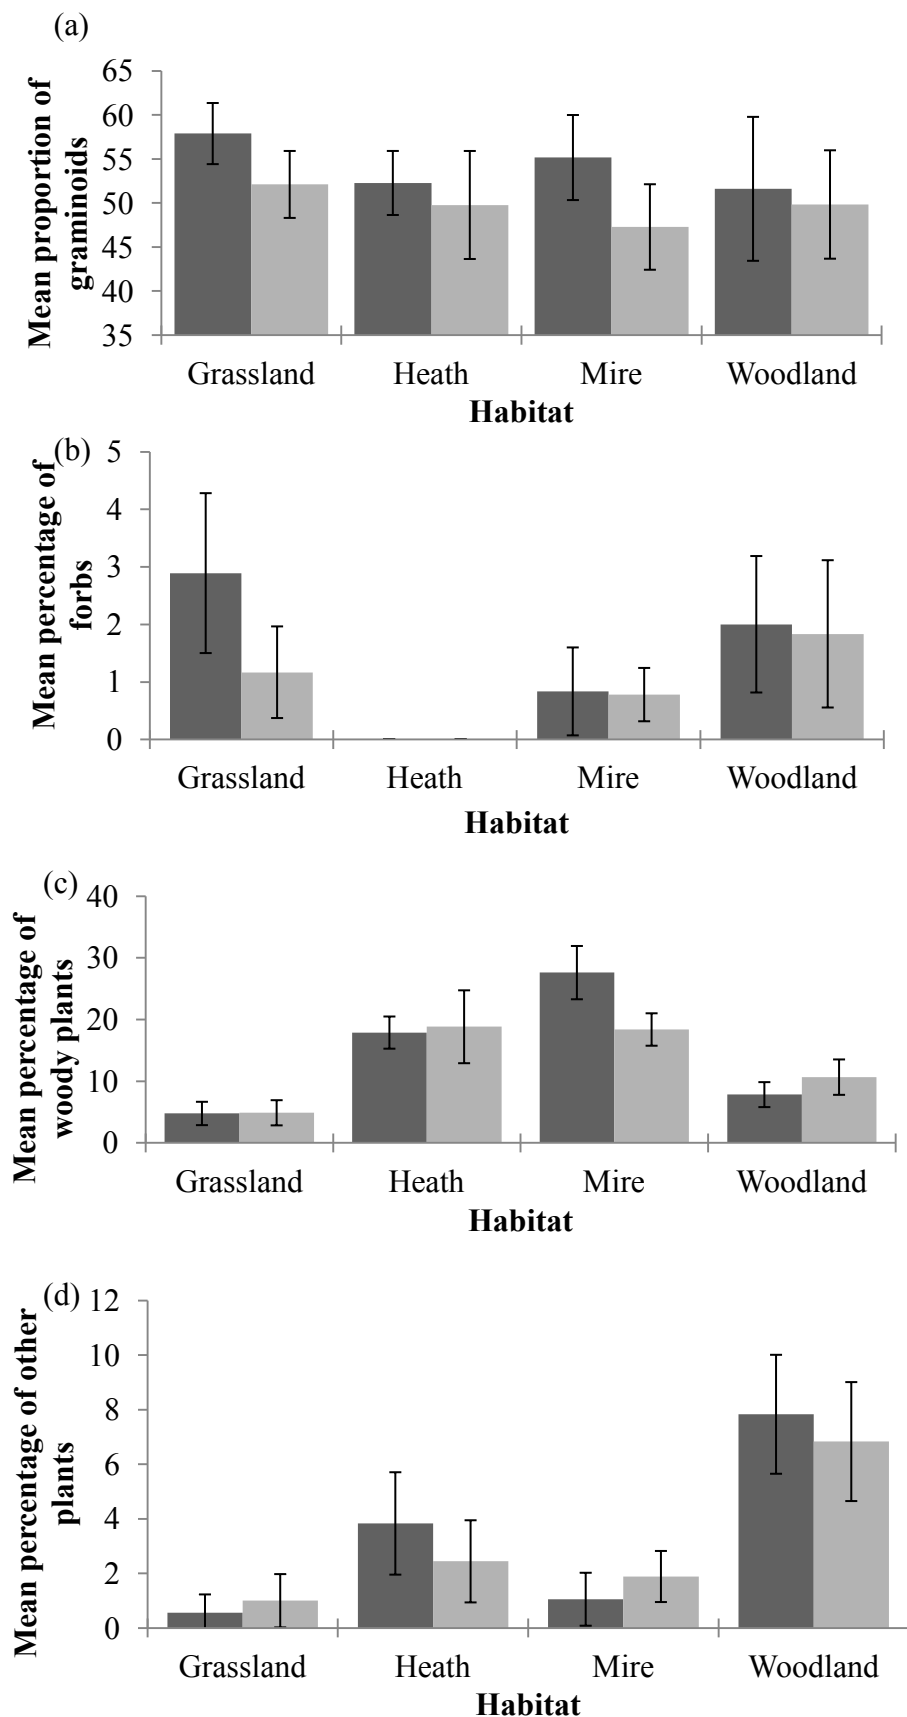 (a)
Mean proportion of
graminoids
65
60
55
50
45
40
35
Grassland Heath Mire Woodland
Habitat
(b)
Mean percentage of
forbs
5
4
3
2
1
0
Grassland Heath Mire Woodland
Habitat
(c)
Mean percentage of
woody plants
40
30
20
10
0
Grassland Heath Mire Woodland
Habitat
(d)
Mean percentage of other
plants
12
10
8
6
4
2
0
Grassland Heath Mire Woodland
Habitat